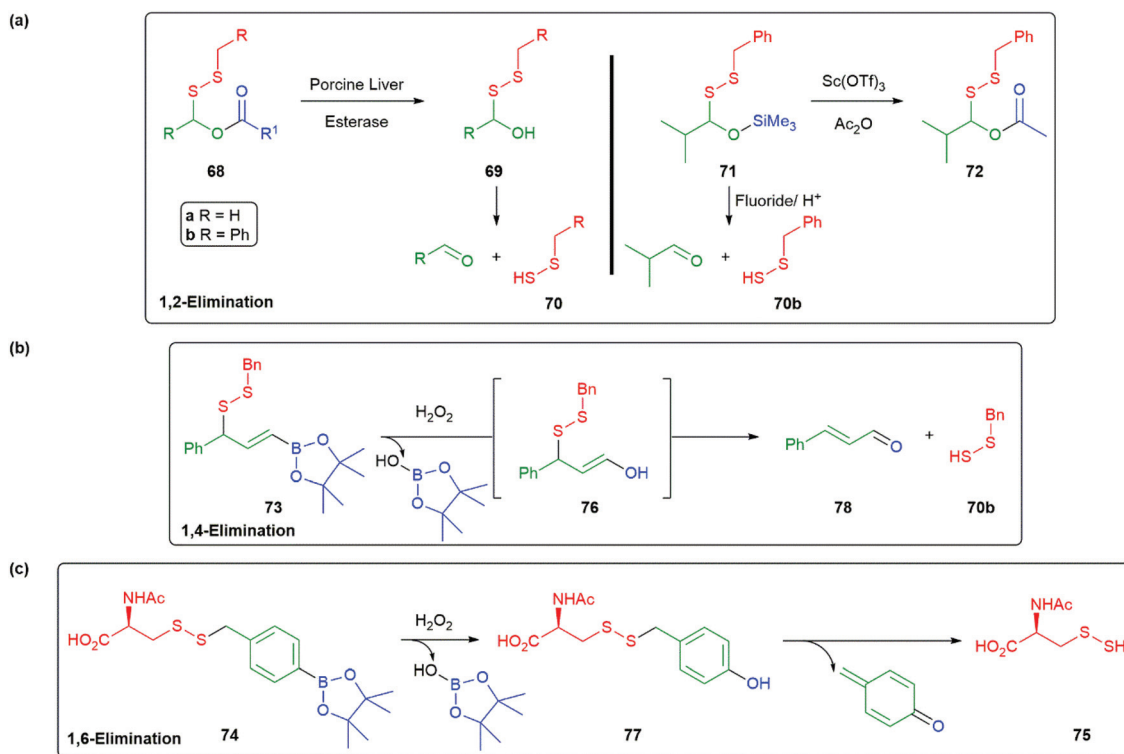 (a)
R
S
S
O
R
O
R¹
68
a R = H
b R = Ph
Porcine Liver
Esterase
R
S
S
R
OH
69
R
O
+
R
S
HS
70
1,2-Elimination
Ph
S
S
O
SiMe₃
71
Sc(OTf)₃
Ac₂O
Ph
S
S
O
O
72
Fluoride/ H⁺
O
+
Ph
S
HS
70b
(b)
Bn
S
S
Ph
B
O
O
73
H₂O₂
HO
B
O
O
Bn
S
S
Ph
OH
76
Ph
O
78
+
Bn
S
HS
70b
1,4-Elimination
(c)
NHAc
HO₂C
S
S
B
O
O
74
H₂O₂
HO
B
O
O
NHAc
HO₂C
S
S
OH
77
O
NHAc
HO₂C
S
SH
75
1,6-Elimination